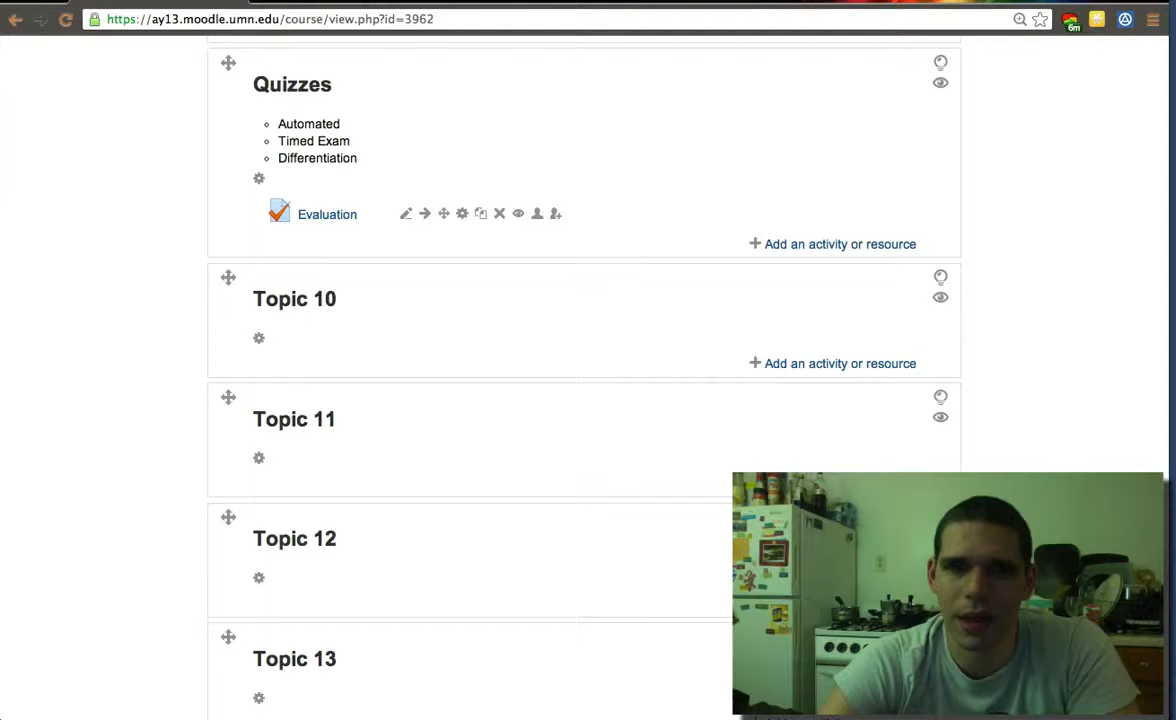 https://ay13.moodle.umn.edu/course/view.php?id=3962
6m
Quizzes
Automated
Timed Exam
Differentiation
Evaluation
Add an activity or resource
Topic 10
Add an activity or resource
Topic 11
Topic 12
Topic 13